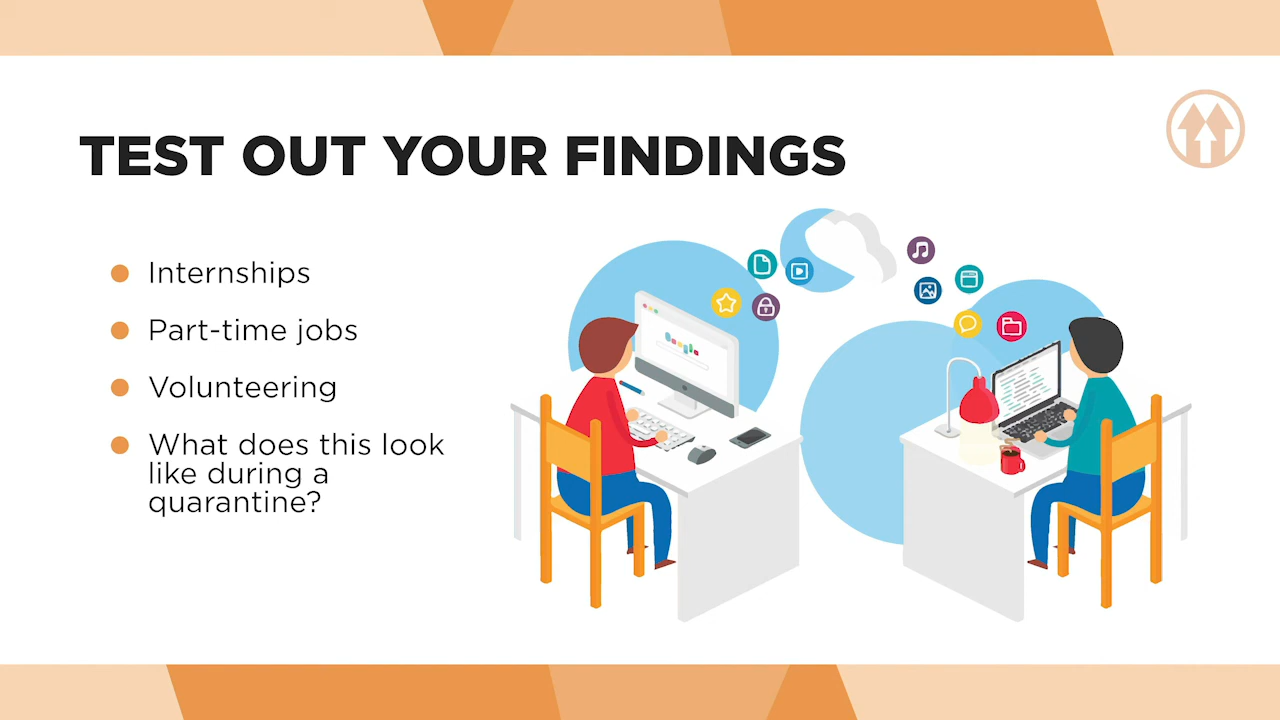 TEST OUT YOUR FINDINGS
Internships
Part-time jobs
Volunteering
What does this look
like during a
quarantine?